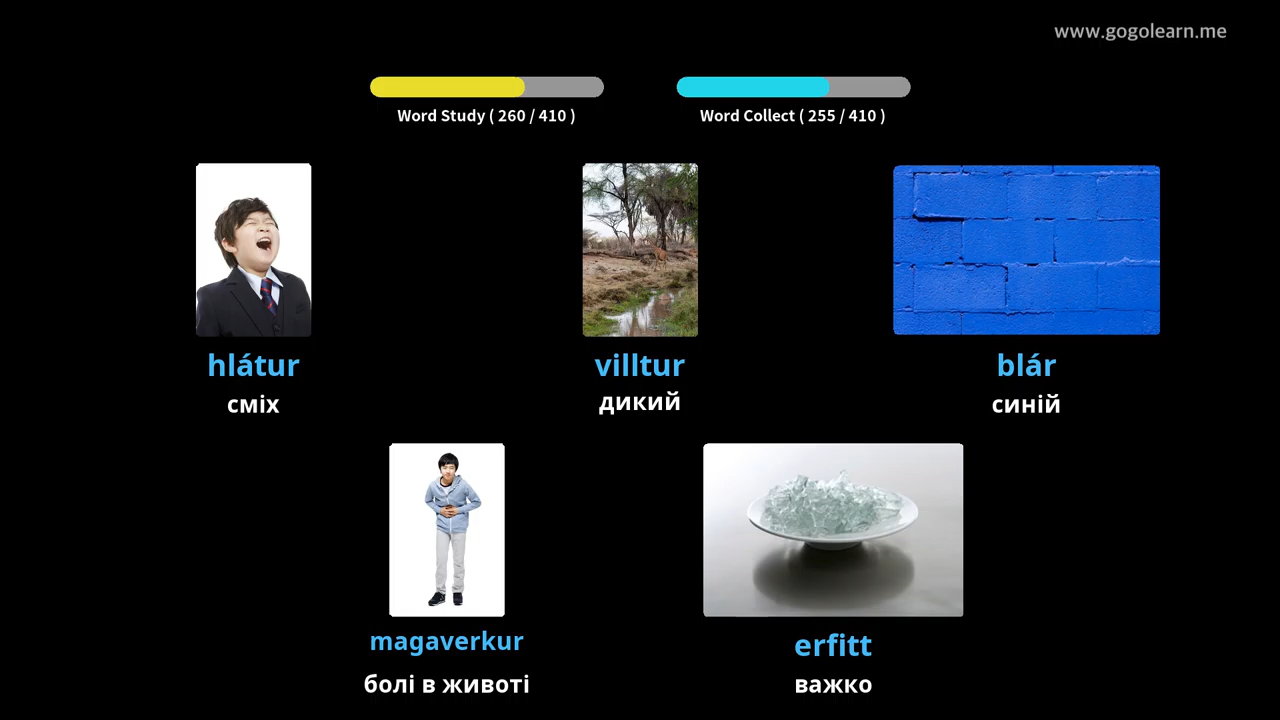 www.gogolearn.me
Word Study ( 260 / 410 )
Word Collect ( 255 / 410 )
hlátur
сміх
villtur
дикий
blár
синій
magaverkur
болі в животі
erfitt
важко